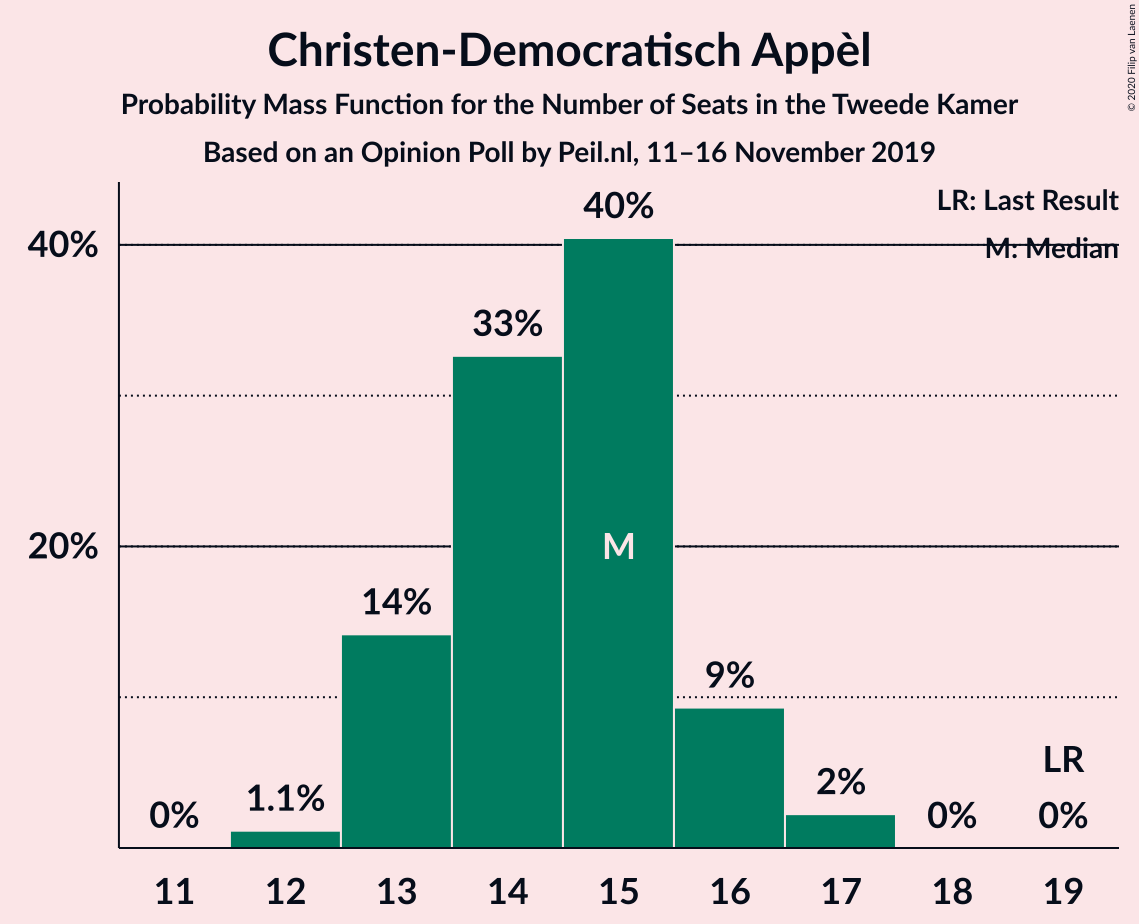 Christen-Democratisch Appèl
Probability Mass Function for the Number of Seats in the Tweede Kamer
Based on an Opinion Poll by Peil.nl, 11–16 November 2019
© 2020 Filip van Laenen
LR: Last Result
M: Median
40%
20%
0%
1.1%
14%
33%
40%
M
9%
2%
0%
LR
0%
11 12 13 14 15 16 17 18 19